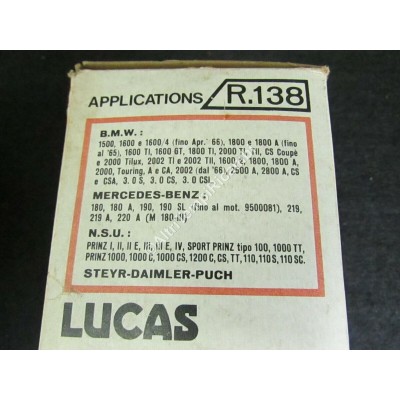 APPLICATIONS R.138
B.M.W. :
1500, 1600 e 1600/4 (fino Apr.' 66), 1800 e 1800 A (fino
al '65), 1600 TI, 1600 GT, 1800 TI, 2000 TI, TII, CS Coupè
e 2000 Tilux, 2002 TI e 2002 TII, 1600, 1800, 1800 A,
2000, Touring, A e CA, 2002 (dal '66) 2500 A, 2800 A, CS
e CSA, 3.0 S, 3.0 CS, 3.0 CSI.
MERCEDES-BENZ :
180, 180 A, 190, 190 SL (fino al mot. 9500081), 219,
219 A, 220 A (M 180-III)
N.S.U. :
PRINZ I, II, II E, III, III E, IV, SPORT PRINZ tipo 100, 1000 TT,
PRINZ 1000, 1000 C, 1000 CS, 1200 C, CS, TT, 110, 110 S, 110 SC.
STEYR-DAIMLER-PUCH
LUCAS